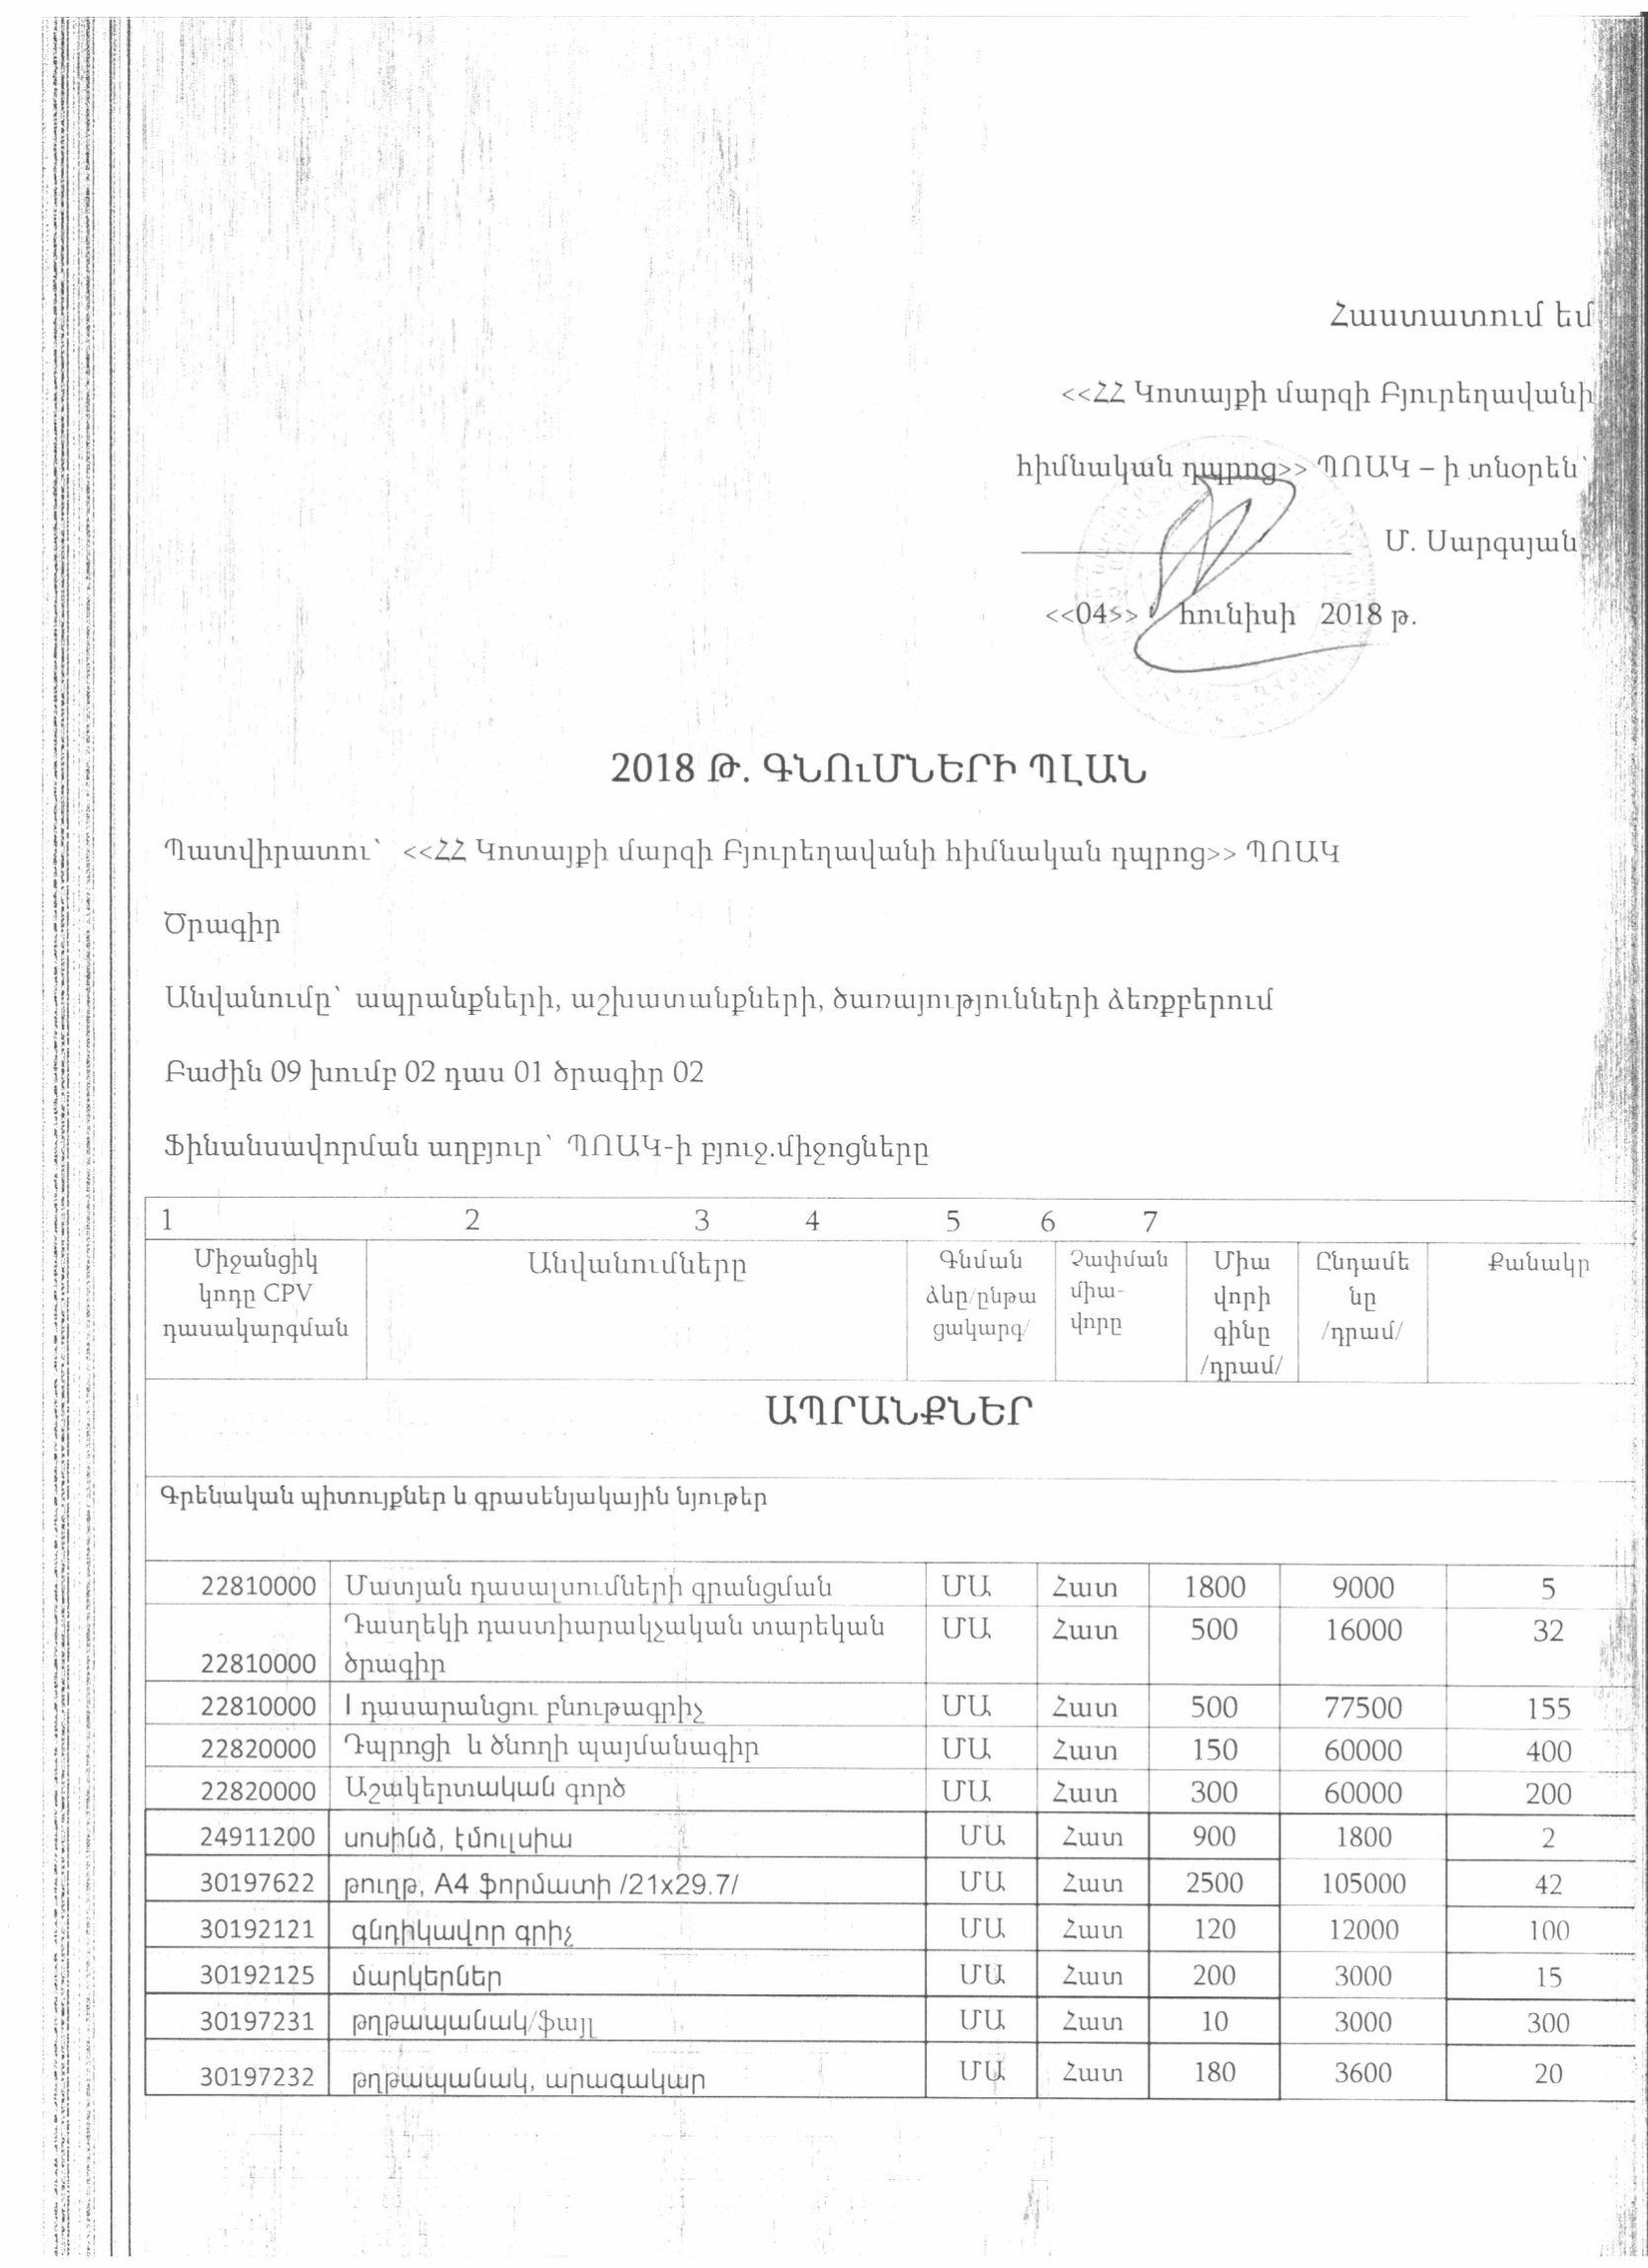 Հաստատում եմ
<<ՀՀ Կոտայքի մարզի Բյուրեղավանի
հիմնական դպրոց>> ՊՈԱԿ – ի տնօրեն՝
Մ. Սարգսյան
<<04>> հունիսի 2018 թ.
2018 Թ. ԳՆՈւՄՆԵՐԻ ՊԼԱՆ
Պատվիրատու՝ <<ՀՀ Կոտայքի մարզի Բյուրեղավանի հիմնական դպրոց>> ՊՈԱԿ
Ծրագիր
Անվանումը՝ ապրանքների, աշխատանքների, ծառայությունների ձեռքբերում
Բաժին 09 խումբ 02 դաս 01 ծրագիր 02
Ֆինանսավորման աղբյուր՝ ՊՈԱԿ-ի բյուջ.միջոցները
1 2 3 4 5 6 7
Միջանցիկ կոդը CPV դասակարգման Անվանումները Գնման ձևը/ընթացակարգ/ Չափման միա-վորը Միավորի գինը /դրամ/ Ընդամենը /դրամ/ Քանակը
ԱՊՐԱՆՔՆԵՐ
Գրենական պիտույքներ և գրասենյակային նյութեր
22810000 Մատյան դասալսումների գրանցման ՄԱ Հատ 1800 9000 5
22810000 Դասղեկի դաստիարակչական տարեկան ծրագիր ՄԱ Հատ 500 16000 32
22810000 I դասարանցու բնութագրիչ ՄԱ Հատ 500 77500 155
22820000 Դպրոցի և ծնողի պայմանագիր ՄԱ Հատ 150 60000 400
22820000 Աշակերտական գործ ՄԱ Հատ 300 60000 200
24911200 սոսինձ, էմուլսիա ՄԱ Հատ 900 1800 2
30197622 թուղթ, A4 ֆորմատի /21x29.7/ ՄԱ Հատ 2500 105000 42
30192121 գնդիկավոր գրիչ ՄԱ Հատ 120 12000 100
30192125 մարկերներ ՄԱ Հատ 200 3000 15
30197231 թղթապանակ/ֆայլ ՄԱ Հատ 10 3000 300
30197232 թղթապանակ, արագակար ՄԱ Հատ 180 3600 20